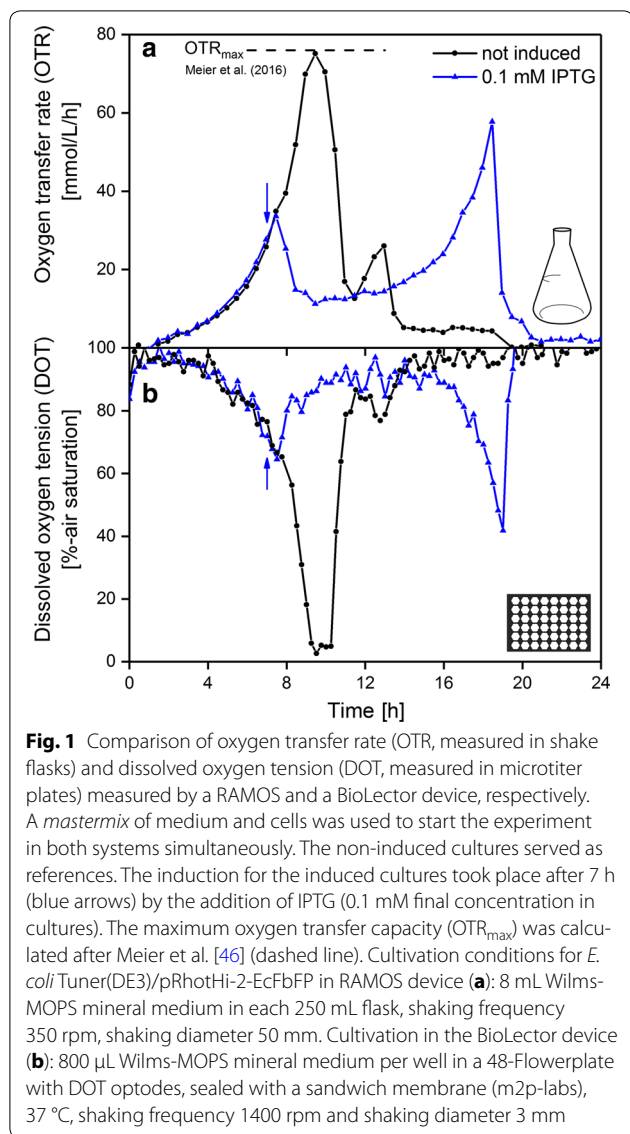 80
60
40
20
100
80
60
40
20
0
0 4 8 12 16 20 24
Oxygen transfer rate (OTR)
[mmol/L/h]
Dissolved oxygen tension (DOT)
[%-air saturation]
Time [h]
a
OTRmax
Meier et al. (2016)
not induced
0.1 mM IPTG
b
Fig. 1 Comparison of oxygen transfer rate (OTR, measured in shake
flasks) and dissolved oxygen tension (DOT, measured in microtiter
plates) measured by a RAMOS and a BioLector device, respectively.
A mastermix of medium and cells was used to start the experiment
in both systems simultaneously. The non-induced cultures served as
references. The induction for the induced cultures took place after 7 h
(blue arrows) by the addition of IPTG (0.1 mM final concentration in
cultures). The maximum oxygen transfer capacity (OTRmax) was calcu-
lated after Meier et al. [46] (dashed line). Cultivation conditions for E.
coli Tuner(DE3)/pRhotHi-2-EcFbFP in RAMOS device (a): 8 mL Wilms-
MOPS mineral medium in each 250 mL flask, shaking frequency
350 rpm, shaking diameter 50 mm. Cultivation in the BioLector device
(b): 800 µL Wilms-MOPS mineral medium per well in a 48-Flowerplate
with DOT optodes, sealed with a sandwich membrane (m2p-labs),
37 °C, shaking frequency 1400 rpm and shaking diameter 3 mm